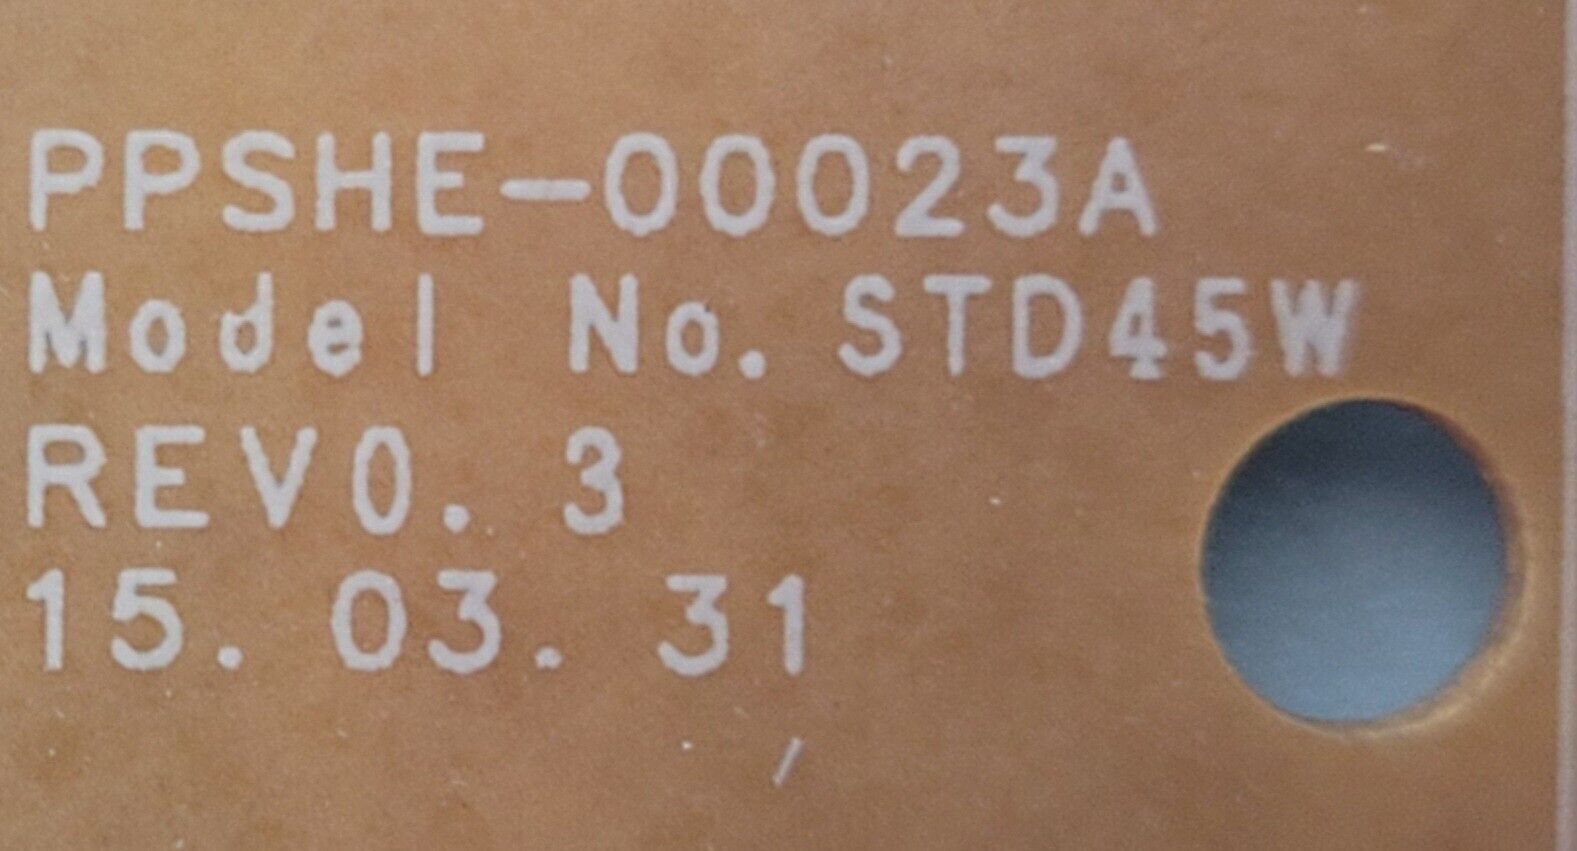 PPSHE-00023A
Model No. STD45W
REV0. 3
15. 03. 31